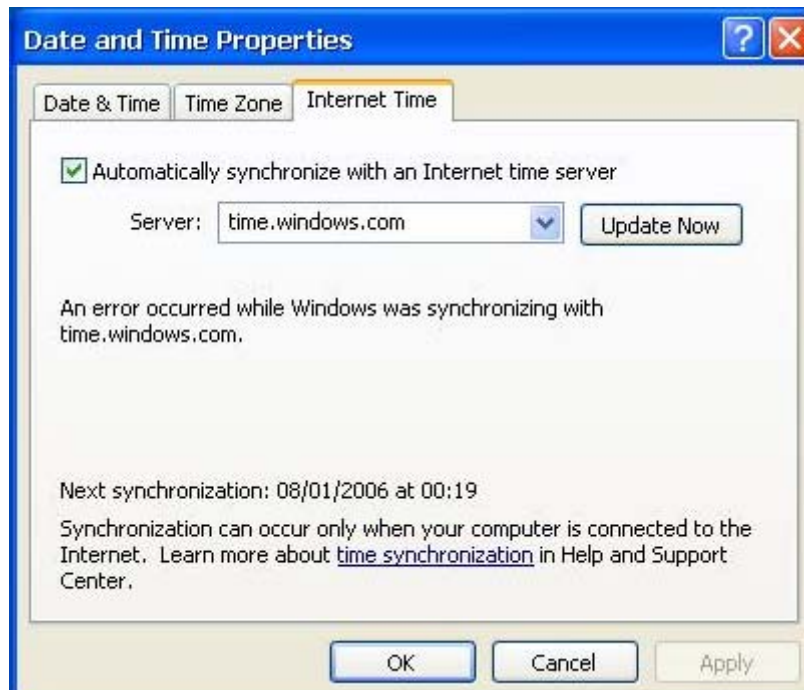 Date and Time Properties
Date & Time Time Zone Internet Time
Automatically synchronize with an Internet time server
Server: time.windows.com Update Now
An error occurred while Windows was synchronizing with
time.windows.com.
Next synchronization: 08/01/2006 at 00:19
Synchronization can occur only when your computer is connected to the
Internet. Learn more about time synchronization in Help and Support
Center.
OK Cancel Apply